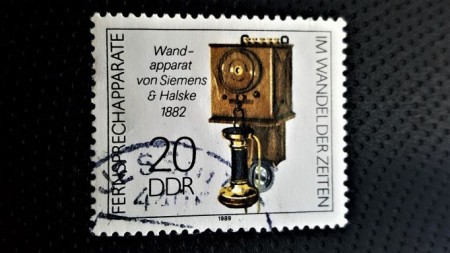 FERNSPRECHAPPARATE
Wand-
apparat
von Siemens
& Halske
1882
IM WANDEL DER ZEITEN
20
DDR
1989